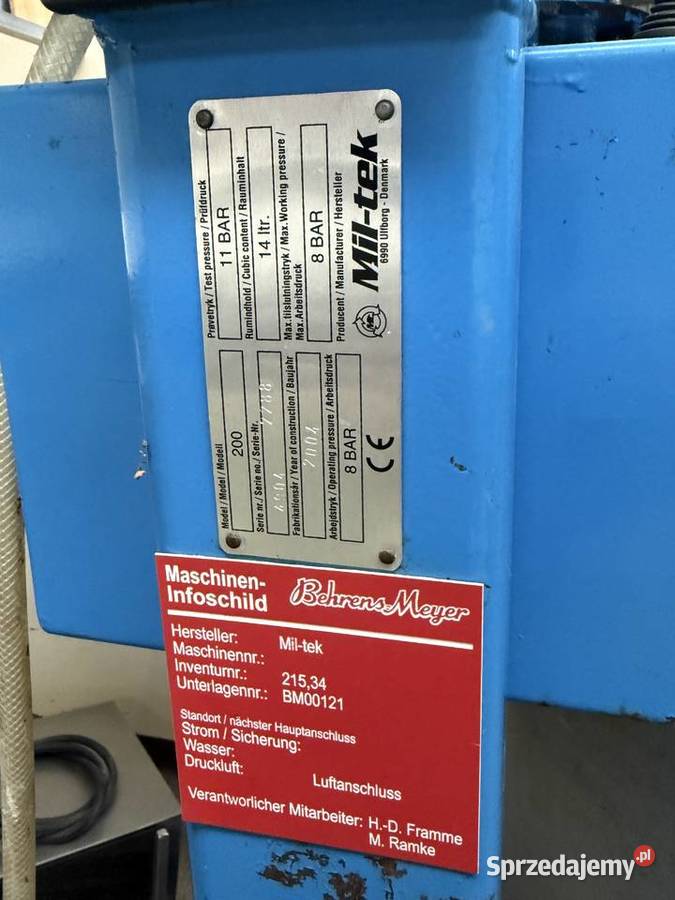 Model / Model / Modell
200
Serie nr./ Serie no./ Serie-Nr.
Fabrikationsår / Year of construction / Baujahr
2004
Arbejdstryk / Operating pressure / Arbeitsdruck
8 BAR
CE
Prøvetryk / Test pressure / Prüfdruck
11 BAR
Rumindhold / Cubic content / Rauminhalt
14 ltr.
Max.tilslutningstryk / Max. Working pressure /
Max.Arbeitsdruck
8 BAR
Producent / Manufacturer / Hersteller
Mil-tek
6990 Ulfborg - Denmark
Maschinen-
Infoschild
Behrens Meyer
Hersteller: Mil-tek
Maschinennr.:
Inventurnr.: 215,34
Unterlagennr.: BM00121
Standort / nächster Hauptanschluss
Strom / Sicherung:
Wasser:
Druckluft: Luftanschluss
Verantworlicher Mitarbeiter: H.-D. Framme
M. Ramke
Sprzedajemy.pl